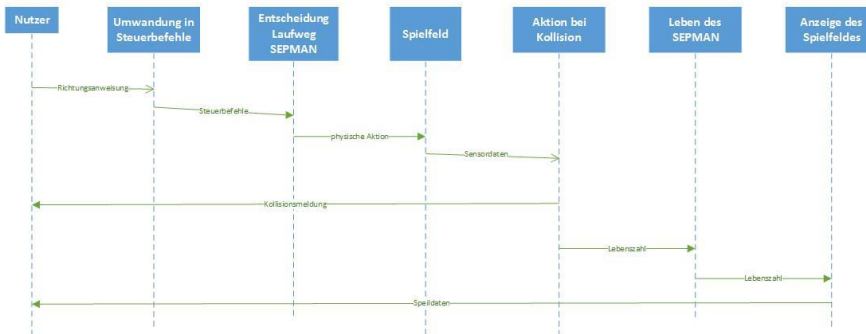 Nutzer
Umwandung in
Steuerbefehle
Entscheidung
Laufweg
SEPMAN
Spielfeld
Aktion bei
Kollision
Leben des
SEPMAN
Anzeige des
Spielfeldes
Richtungsanweisung
Steuerbefehle
physische Aktion
Sensordaten
Kollisionsmeldung
Lebenszahl
Lebenszahl
Speildaten